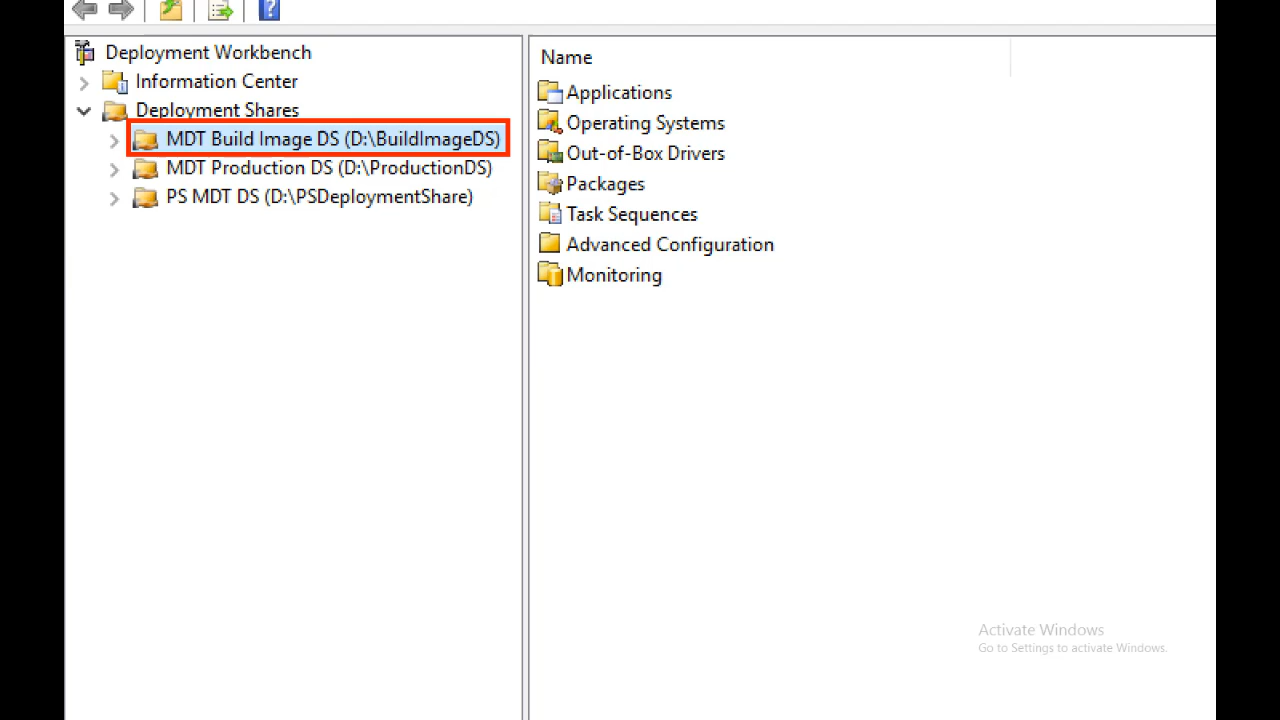 Deployment Workbench
Information Center
Deployment Shares
MDT Build Image DS (D:\BuildImageDS)
MDT Production DS (D:\ProductionDS)
PS MDT DS (D:\PSDeploymentShare)
Name
Applications
Operating Systems
Out-of-Box Drivers
Packages
Task Sequences
Advanced Configuration
Monitoring
Activate Windows
Go to Settings to activate Windows.